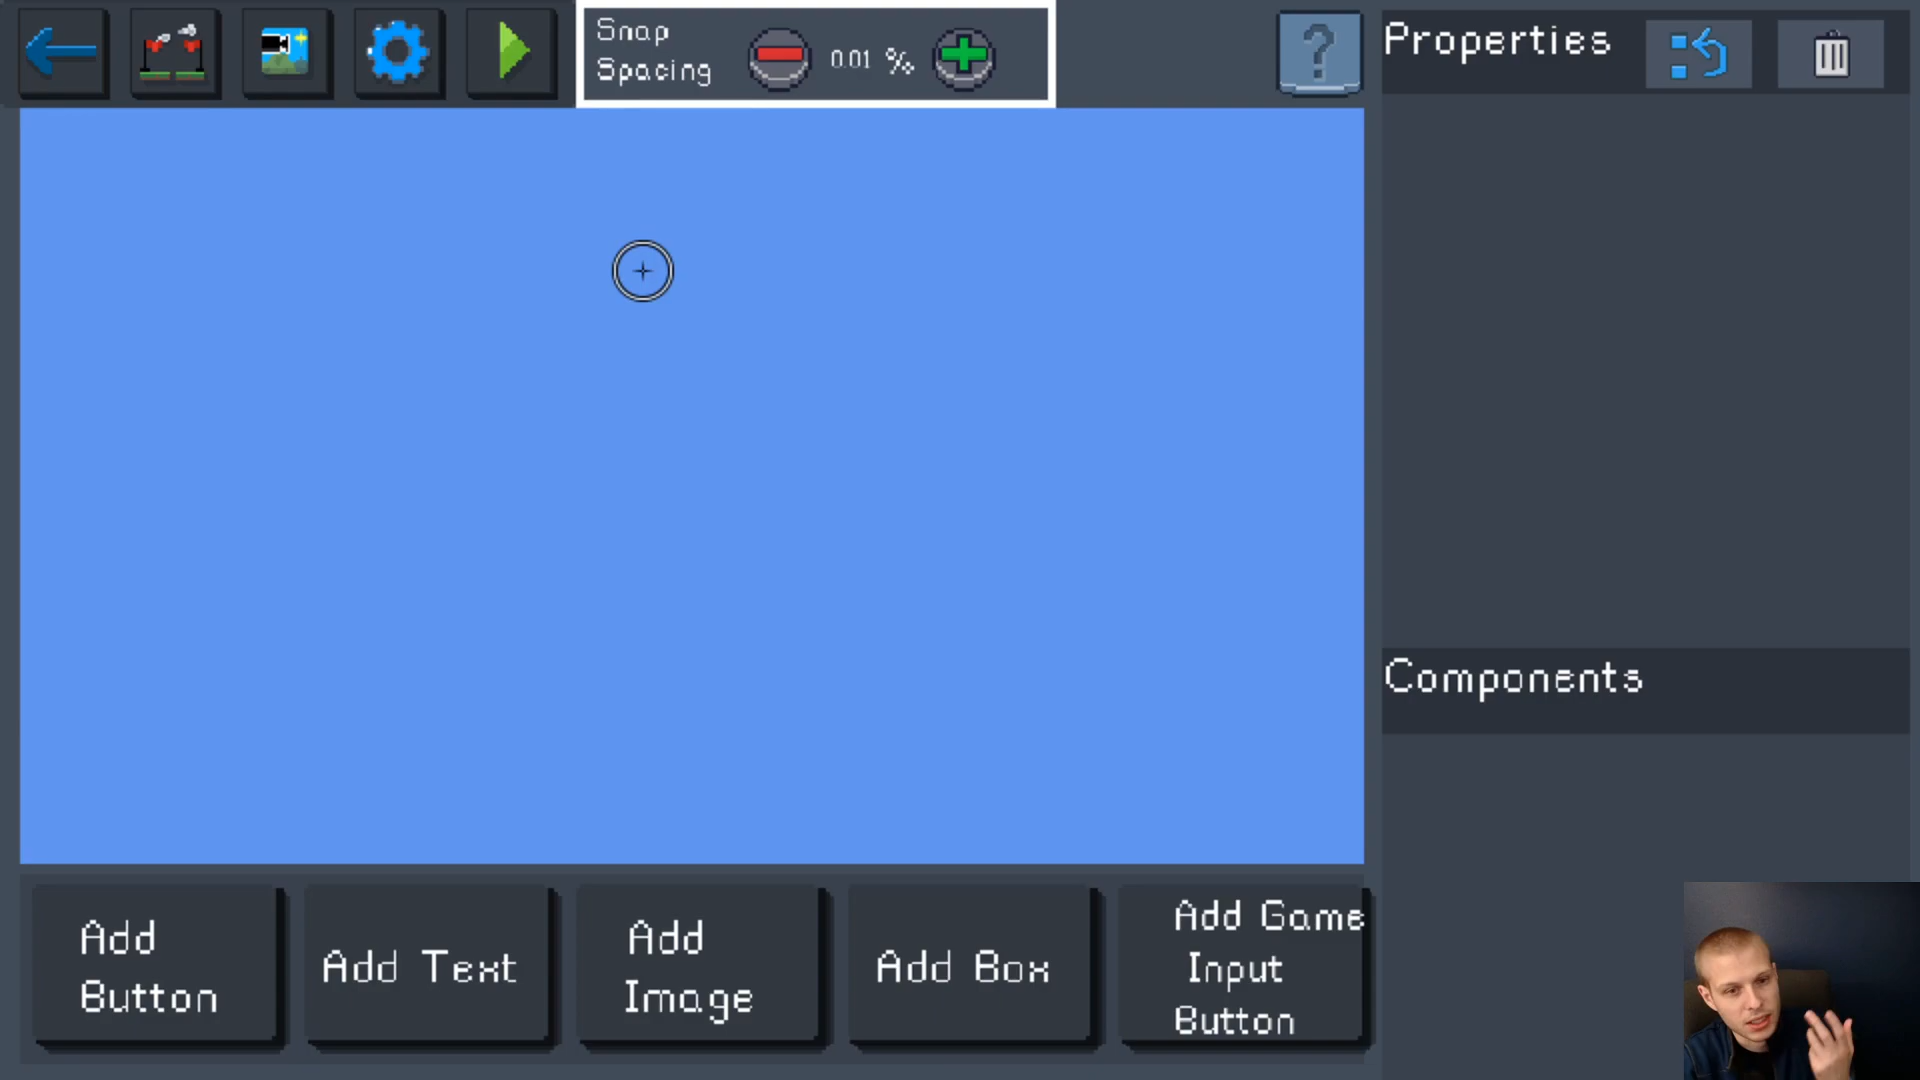 Snap
Spacing
0.01 %
?
Properties
Components
Add
Button
Add Text
Add
Image
Add Box
Add Game
Input
Button